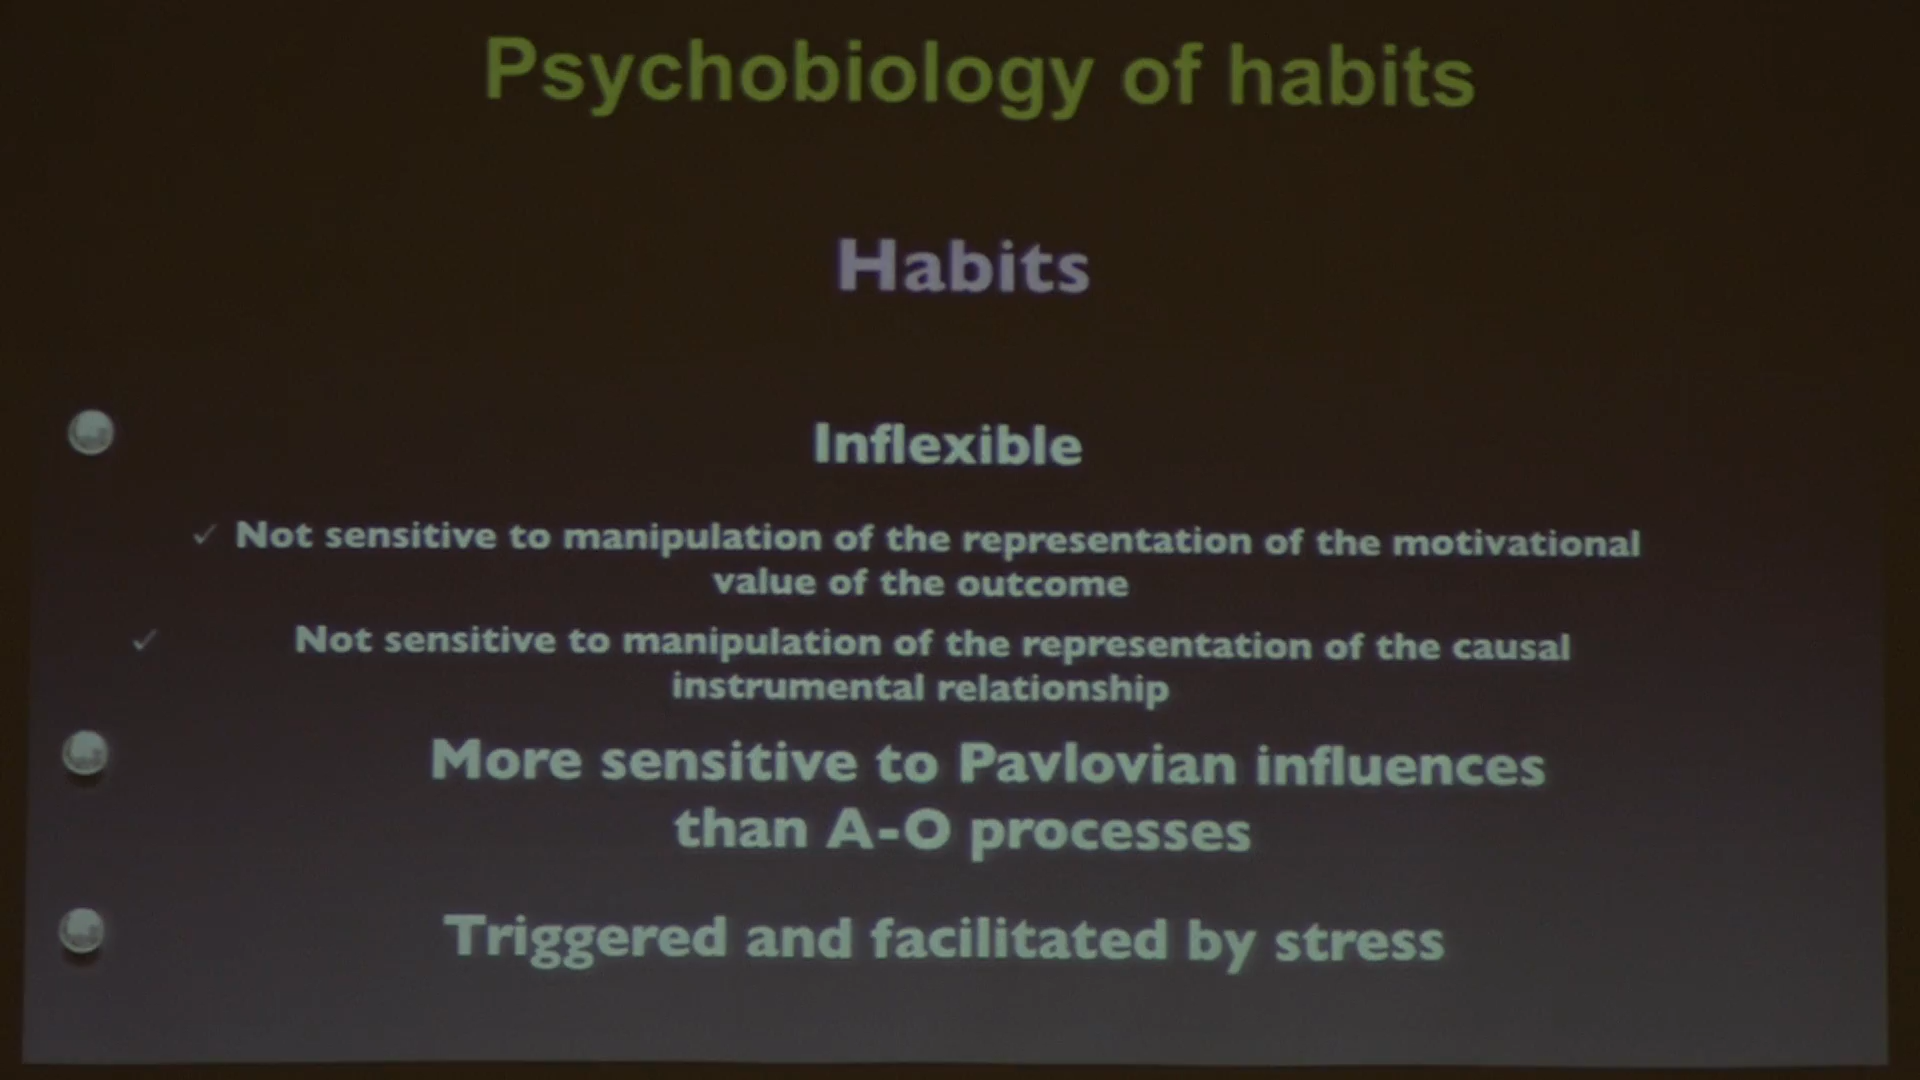 Psychobiology of habits
Habits
Inflexible
✓ Not sensitive to manipulation of the representation of the motivational
value of the outcome
✓ Not sensitive to manipulation of the representation of the causal
instrumental relationship
More sensitive to Pavlovian influences
than A-O processes
Triggered and facilitated by stress